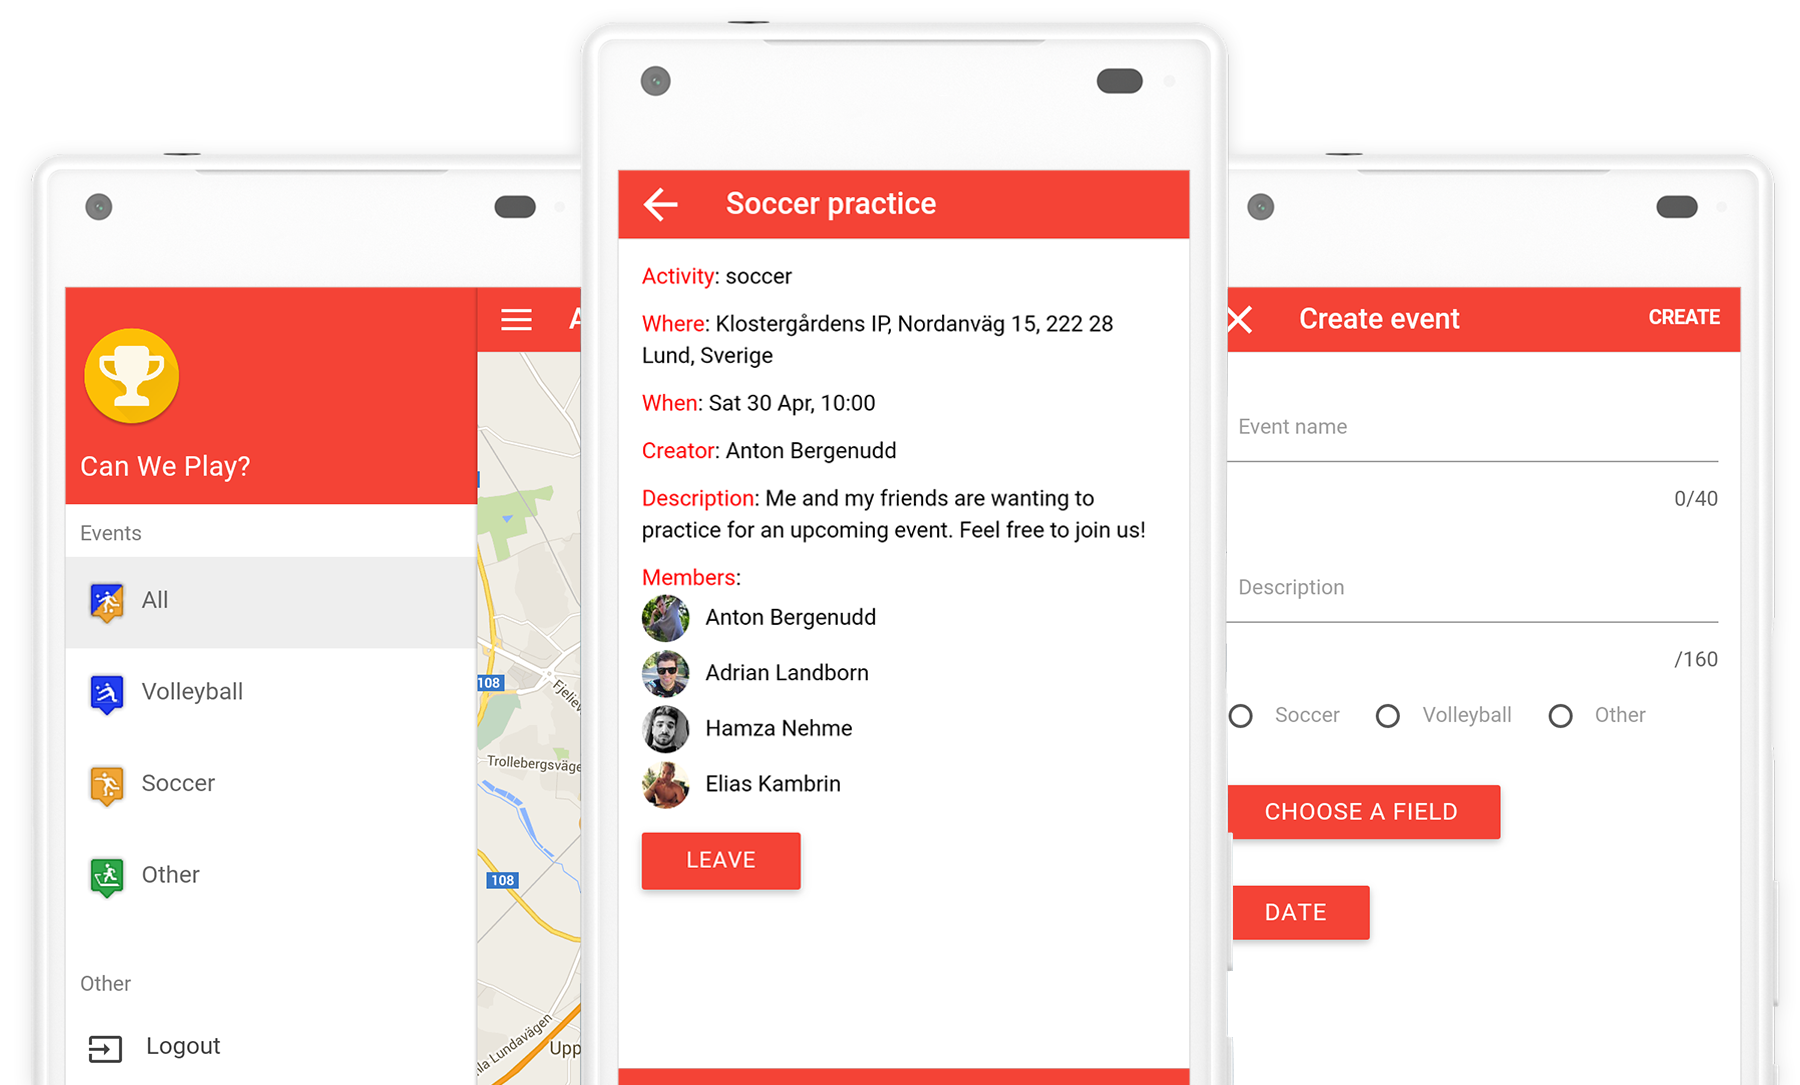 Can We Play?
Events
All
Volleyball
Soccer
Other
Other
Logout
A
108
Trollebergsväge
108
la Lundavägen
Upp
Soccer practice
Activity: soccer
Where: Klostergårdens IP, Nordanväg 15, 222 28
Lund, Sverige
When: Sat 30 Apr, 10:00
Creator: Anton Bergenudd
Description: Me and my friends are wanting to
practice for an upcoming event. Feel free to join us!
Members:
Anton Bergenudd
Adrian Landborn
Hamza Nehme
Elias Kambrin
LEAVE
Create event
CREATE
Event name
0/40
Description
/160
Soccer
Volleyball
Other
CHOOSE A FIELD
DATE